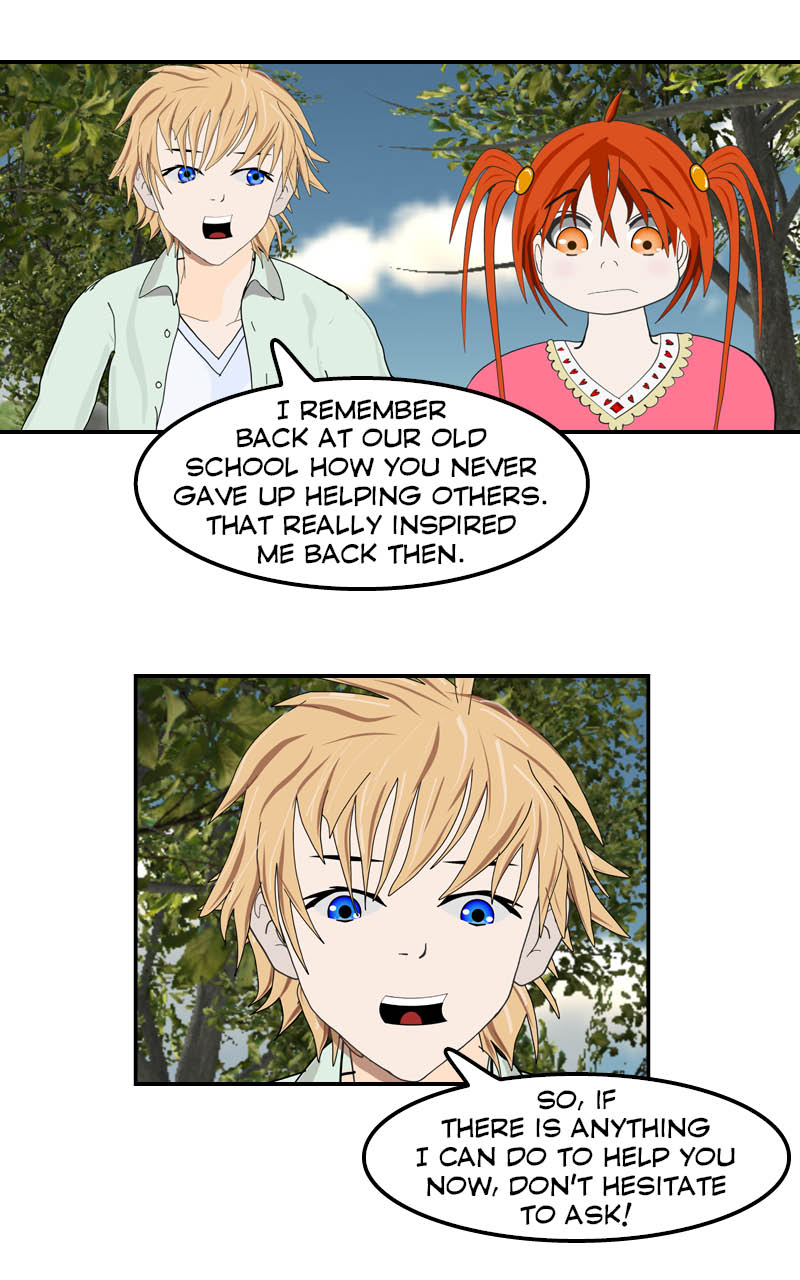 I REMEMBER
BACK AT OUR OLD
SCHOOL HOW YOU NEVER
GAVE UP HELPING OTHERS.
THAT REALLY INSPIRED
ME BACK THEN.
SO, IF
THERE IS ANYTHING
I CAN DO TO HELP YOU
NOW, DON'T HESITATE
TO ASK!